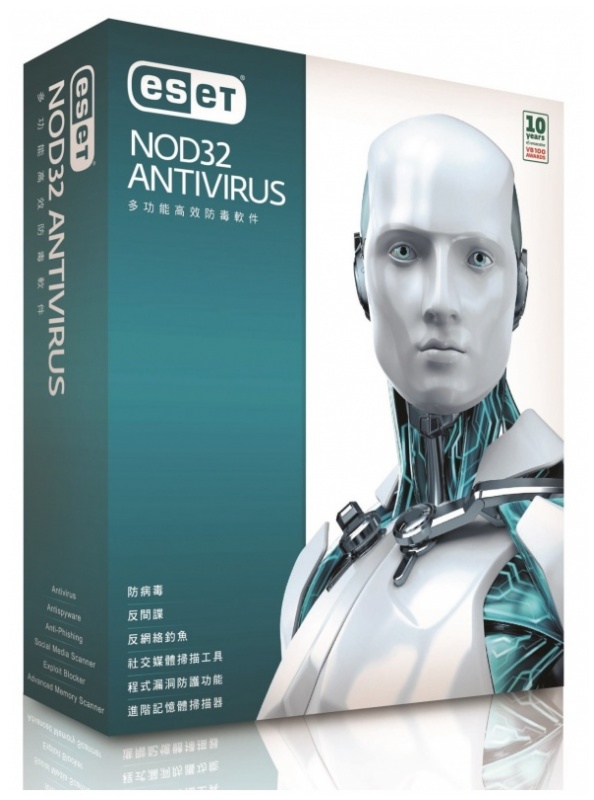 eseT®
NOD32
ANTIVIRUS
多功能高效防毒軟件
10
years
of innovation
VB100
AWARDS
防病毒
反間諜
反網絡釣魚
社交媒體掃描工具
程式漏洞防護功能
進階記憶體掃描器
eseT
NOD32 ANTIVIRUS
多功能高效防毒軟件
Antivirus
Antispyware
Anti-Phishing
Social Media Scanner
Exploit Blocker
Advanced Memory Scanner